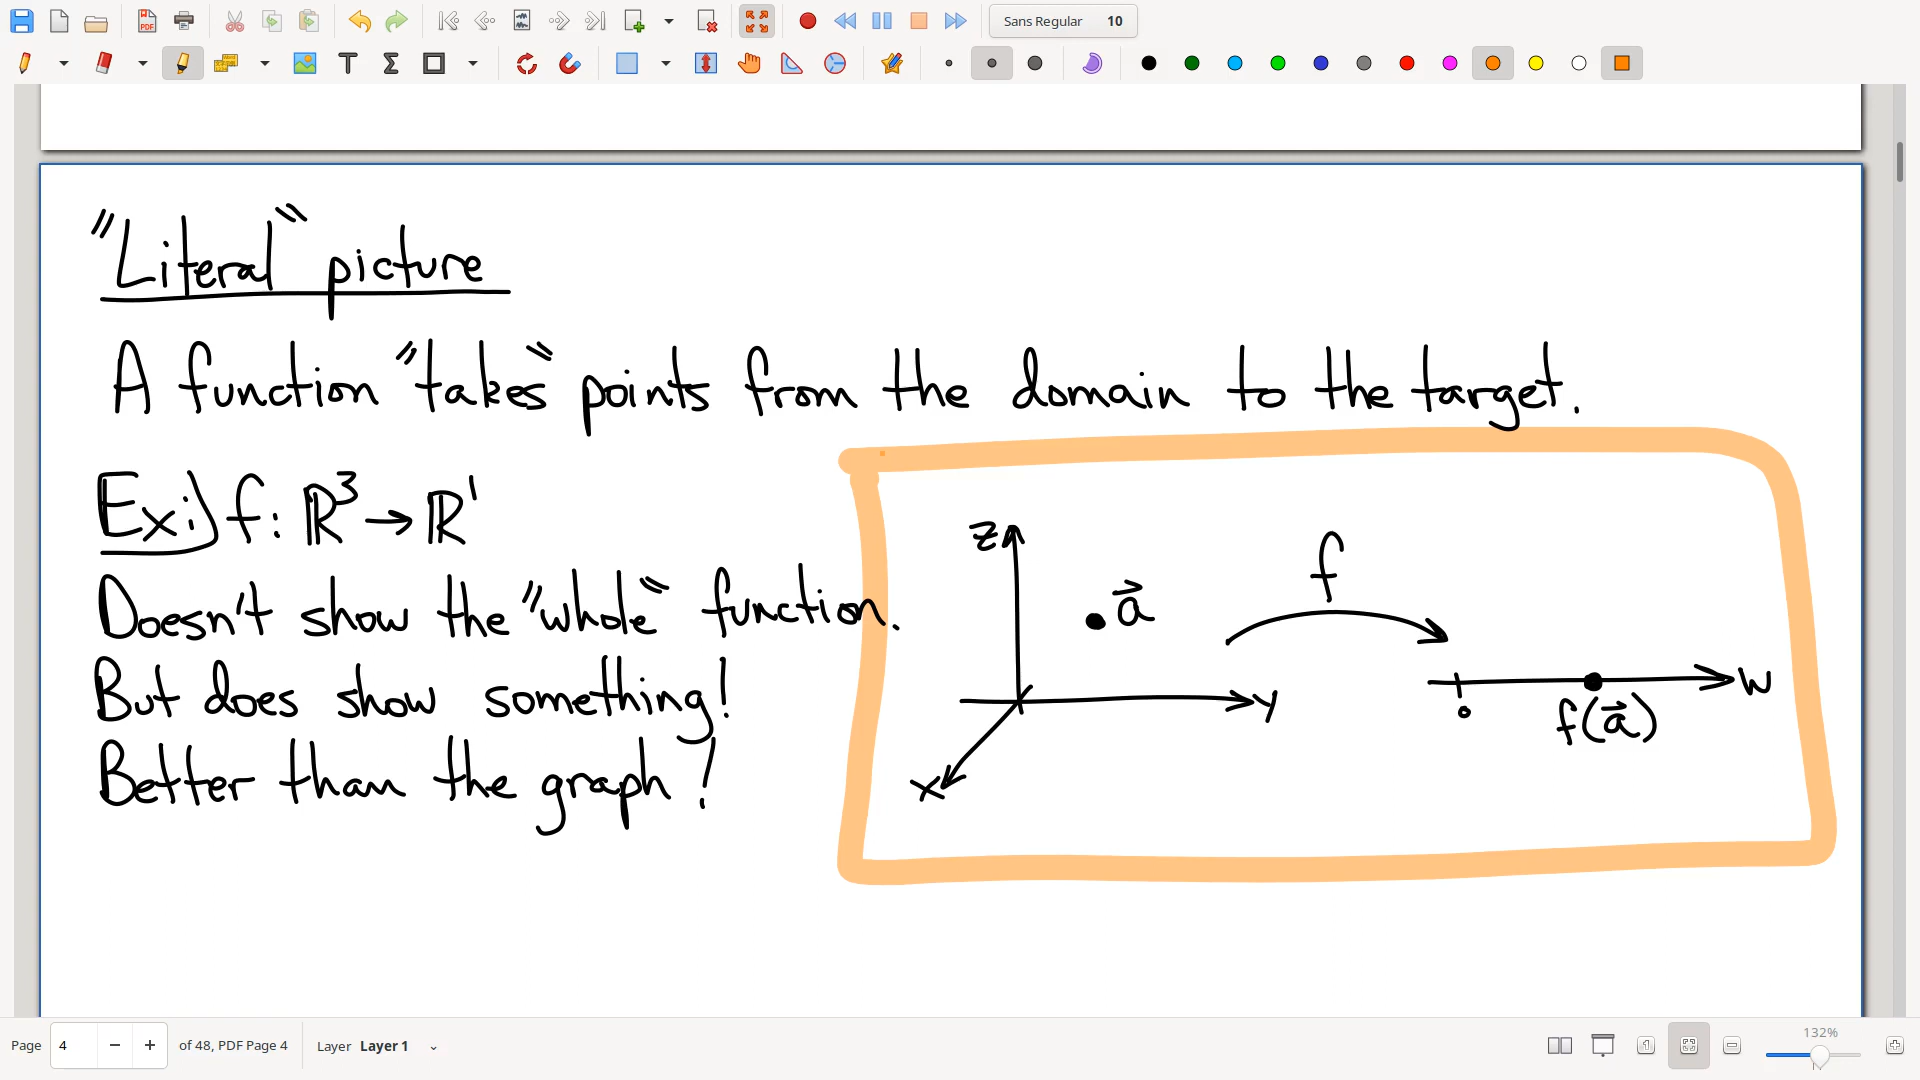 Sans Regular 10
"Literal" picture
A function "takes" points from the domain to the target.
Ex:) f: ℝ³ → ℝ¹
Doesn't show the "whole" function.
But does show something!
Better than the graph!
z
a⃗
f
y
x
0
f(a⃗)
w
Page 4 of 48, PDF Page 4 Layer Layer 1
132%